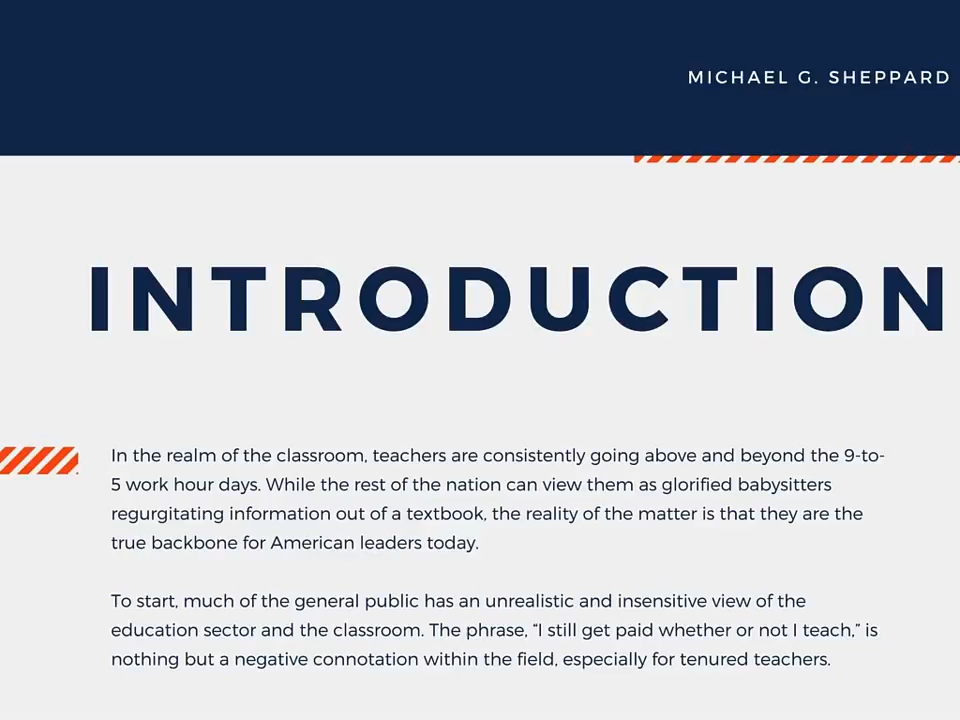 MICHAEL G. SHEPPARD
INTRODUCTION
In the realm of the classroom, teachers are consistently going above and beyond the 9-to-
5 work hour days. While the rest of the nation can view them as glorified babysitters
regurgitating information out of a textbook, the reality of the matter is that they are the
true backbone for American leaders today.
To start, much of the general public has an unrealistic and insensitive view of the
education sector and the classroom. The phrase, “I still get paid whether or not I teach,” is
nothing but a negative connotation within the field, especially for tenured teachers.